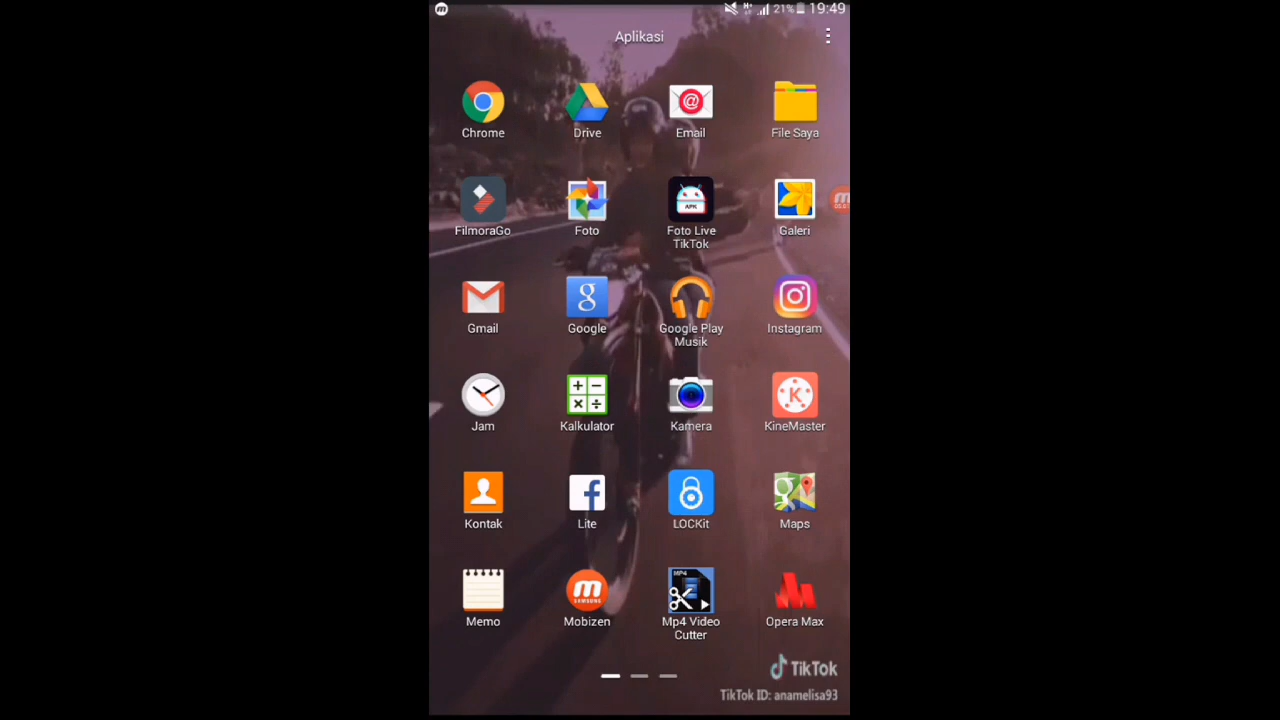 21% 19:49
Aplikasi
Chrome Drive Email File Saya
FilmoraGo Foto Foto Live Galeri
TikTok
Gmail Google Google Play Instagram
Musik
Jam Kalkulator Kamera KineMaster
Kontak Lite LOCKit Maps
Memo Mobizen Mp4 Video Opera Max
Cutter
TikTok
TikTok ID: anamelisa93